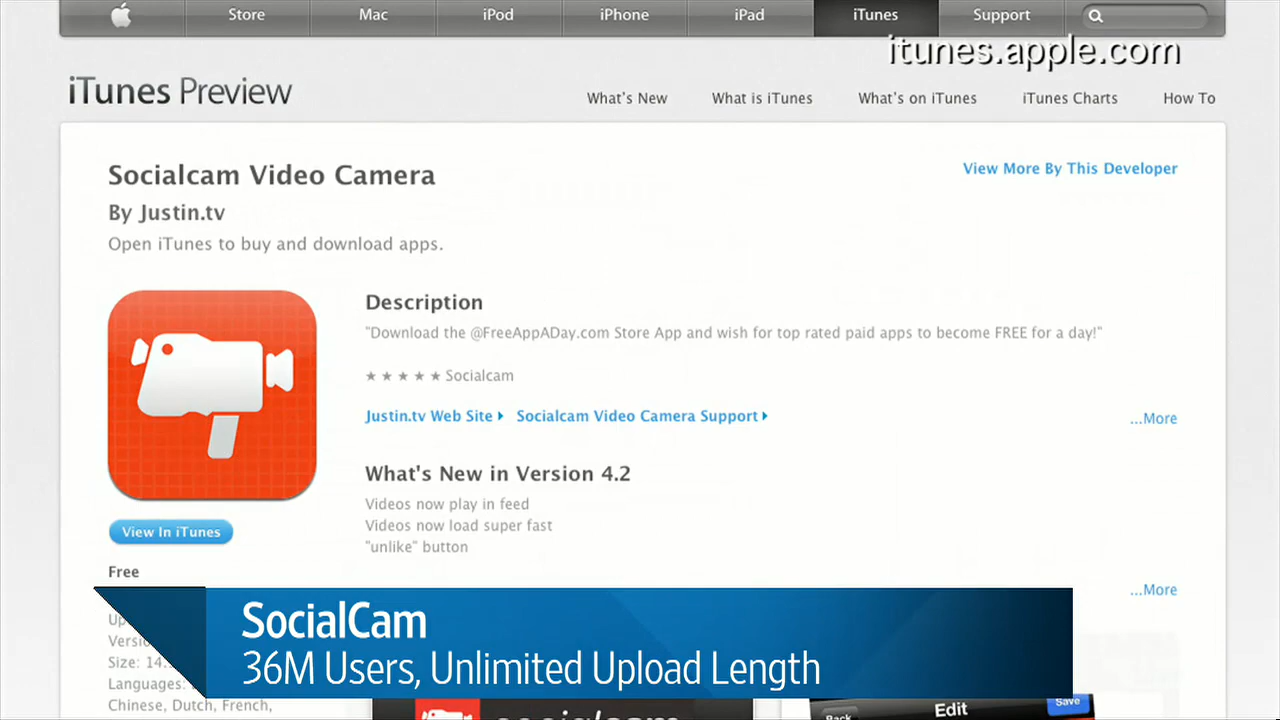 Store Mac iPod iPhone iPad iTunes Support
itunes.apple.com
iTunes Preview
What's New What is iTunes What's on iTunes iTunes Charts How To
Socialcam Video Camera
View More By This Developer
By Justin.tv
Open iTunes to buy and download apps.
Description
"Download the @FreeAppADay.com Store App and wish for top rated paid apps to become FREE for a day!"
★ ★ ★ ★ ★ Socialcam
Justin.tv Web Site Socialcam Video Camera Support
...More
What's New in Version 4.2
Videos now play in feed
Videos now load super fast
"unlike" button
View In iTunes
Free
...More
SocialCam
36M Users, Unlimited Upload Length
Size: 14.
Languages:
Chinese, Dutch, French,
socialcam
Back Edit Save